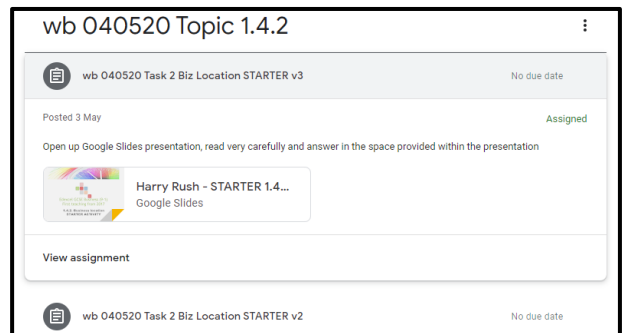 wb 040520 Topic 1.4.2
wb 040520 Task 2 Biz Location STARTER v3
No due date
Posted 3 May
Assigned
Open up Google Slides presentation, read very carefully and answer in the space provided within the presentation
Harry Rush - STARTER 1.4...
Google Slides
View assignment
wb 040520 Task 2 Biz Location STARTER v2
No due date